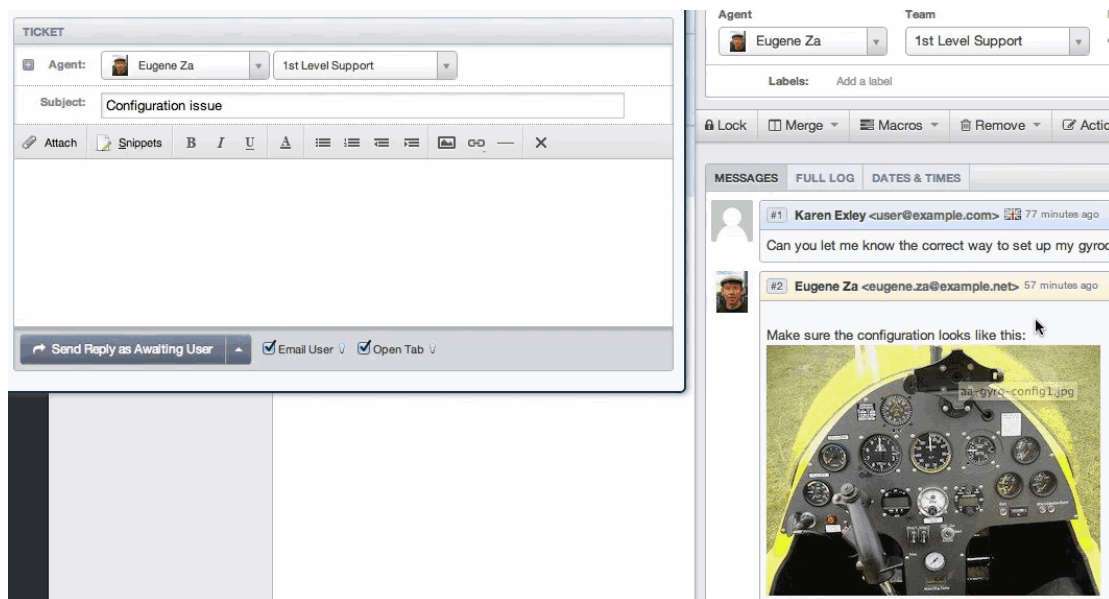 TICKET
Agent: Eugene Za 1st Level Support
Subject: Configuration issue
Attach Snippets B I U A
Send Reply as Awaiting User Email User Open Tab
Agent Team
Eugene Za 1st Level Support
Labels: Add a label
Lock Merge Macros Remove Actio
MESSAGES FULL LOG DATES & TIMES
#1 Karen Exley <user@example.com> 77 minutes ago
Can you let me know the correct way to set up my gyroc
#2 Eugene Za <eugene.za@example.net> 57 minutes ago
Make sure the configuration looks like this:
aa-gyro-config1.jpg